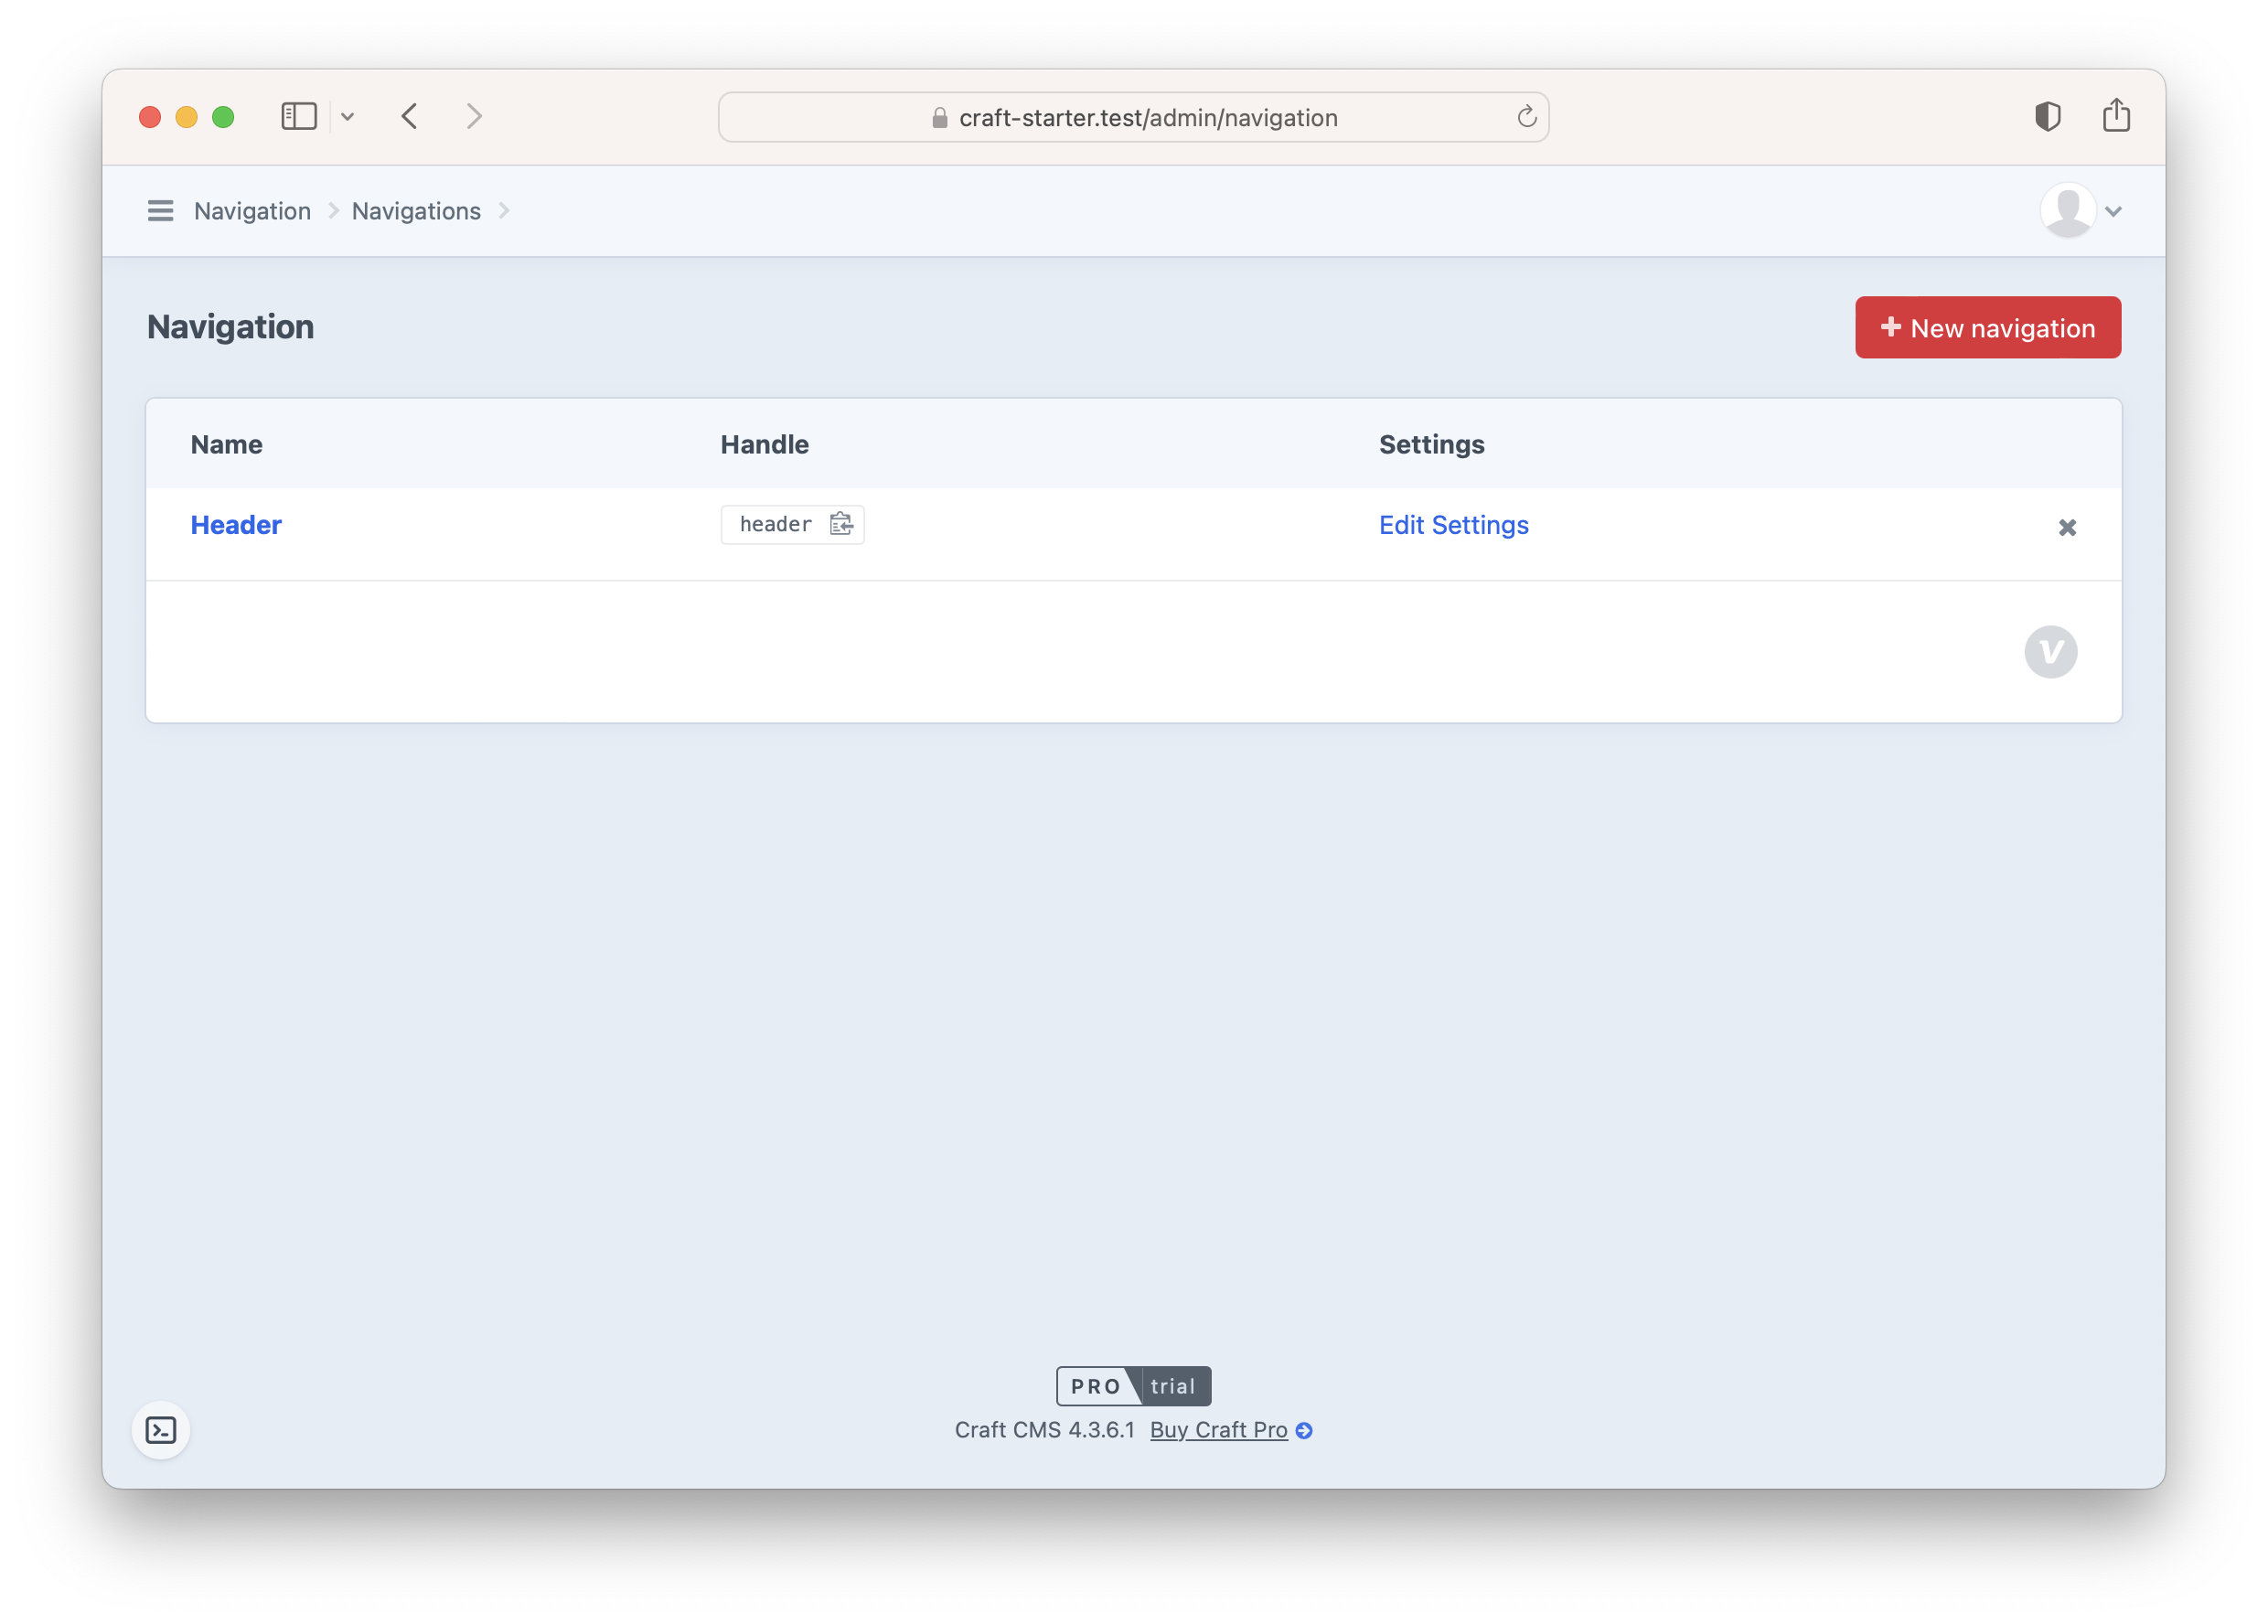 craft-starter.test/admin/navigation
Navigation Navigations
Navigation
New navigation
Name Handle Settings
Header header Edit Settings
V
PRO trial
Craft CMS 4.3.6.1 Buy Craft Pro